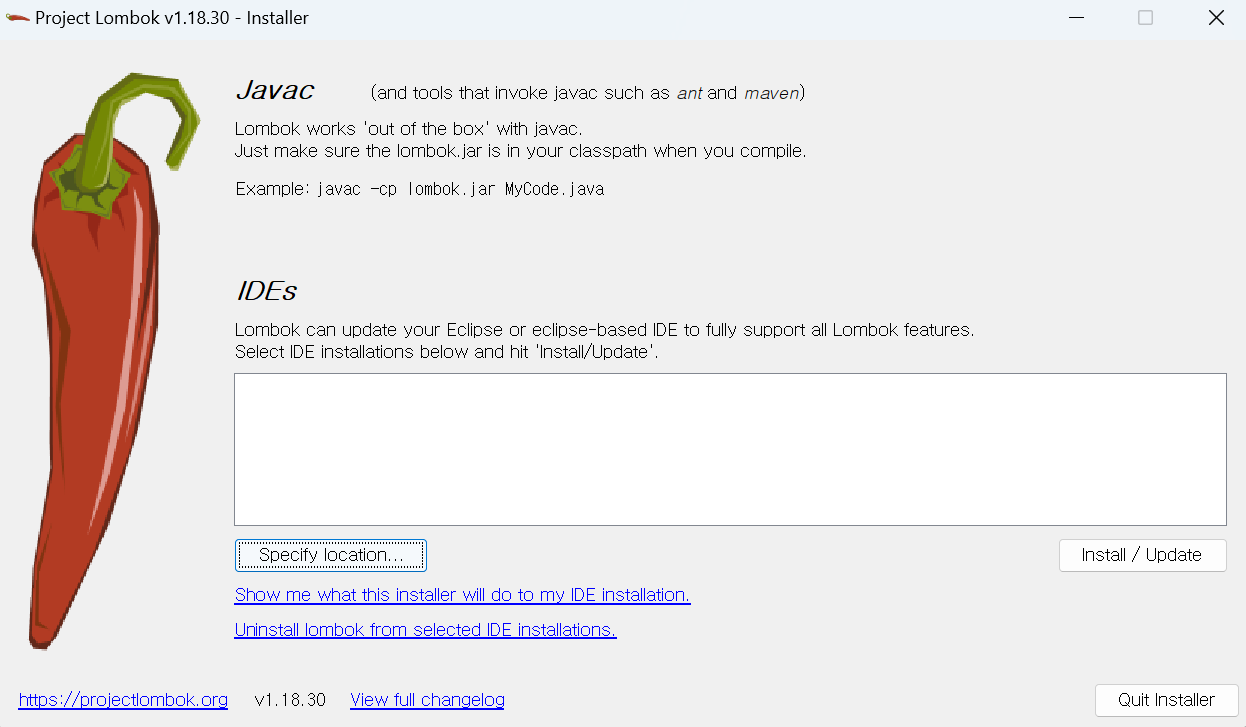 Project Lombok v1.18.30 - Installer
Javac (and tools that invoke javac such as ant and maven)
Lombok works 'out of the box' with javac.
Just make sure the lombok.jar is in your classpath when you compile.
Example: javac -cp lombok.jar MyCode.java
IDEs
Lombok can update your Eclipse or eclipse-based IDE to fully support all Lombok features.
Select IDE installations below and hit 'Install/Update'.
Specify location... Install / Update
Show me what this installer will do to my IDE installation.
Uninstall lombok from selected IDE installations.
https://projectlombok.org v1.18.30 View full changelog Quit Installer